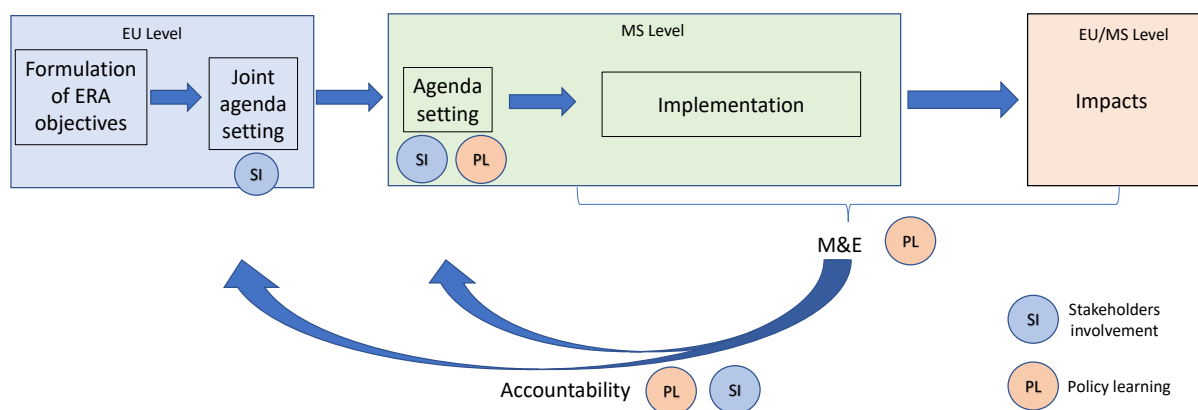 EU Level
Formulation
of ERA
objectives
Joint
agenda
setting
SI
MS Level
Agenda
setting
SI
PL
Implementation
EU/MS Level
Impacts
M&E
PL
Accountability
PL
SI
SI
Stakeholders
involvement
PL
Policy learning